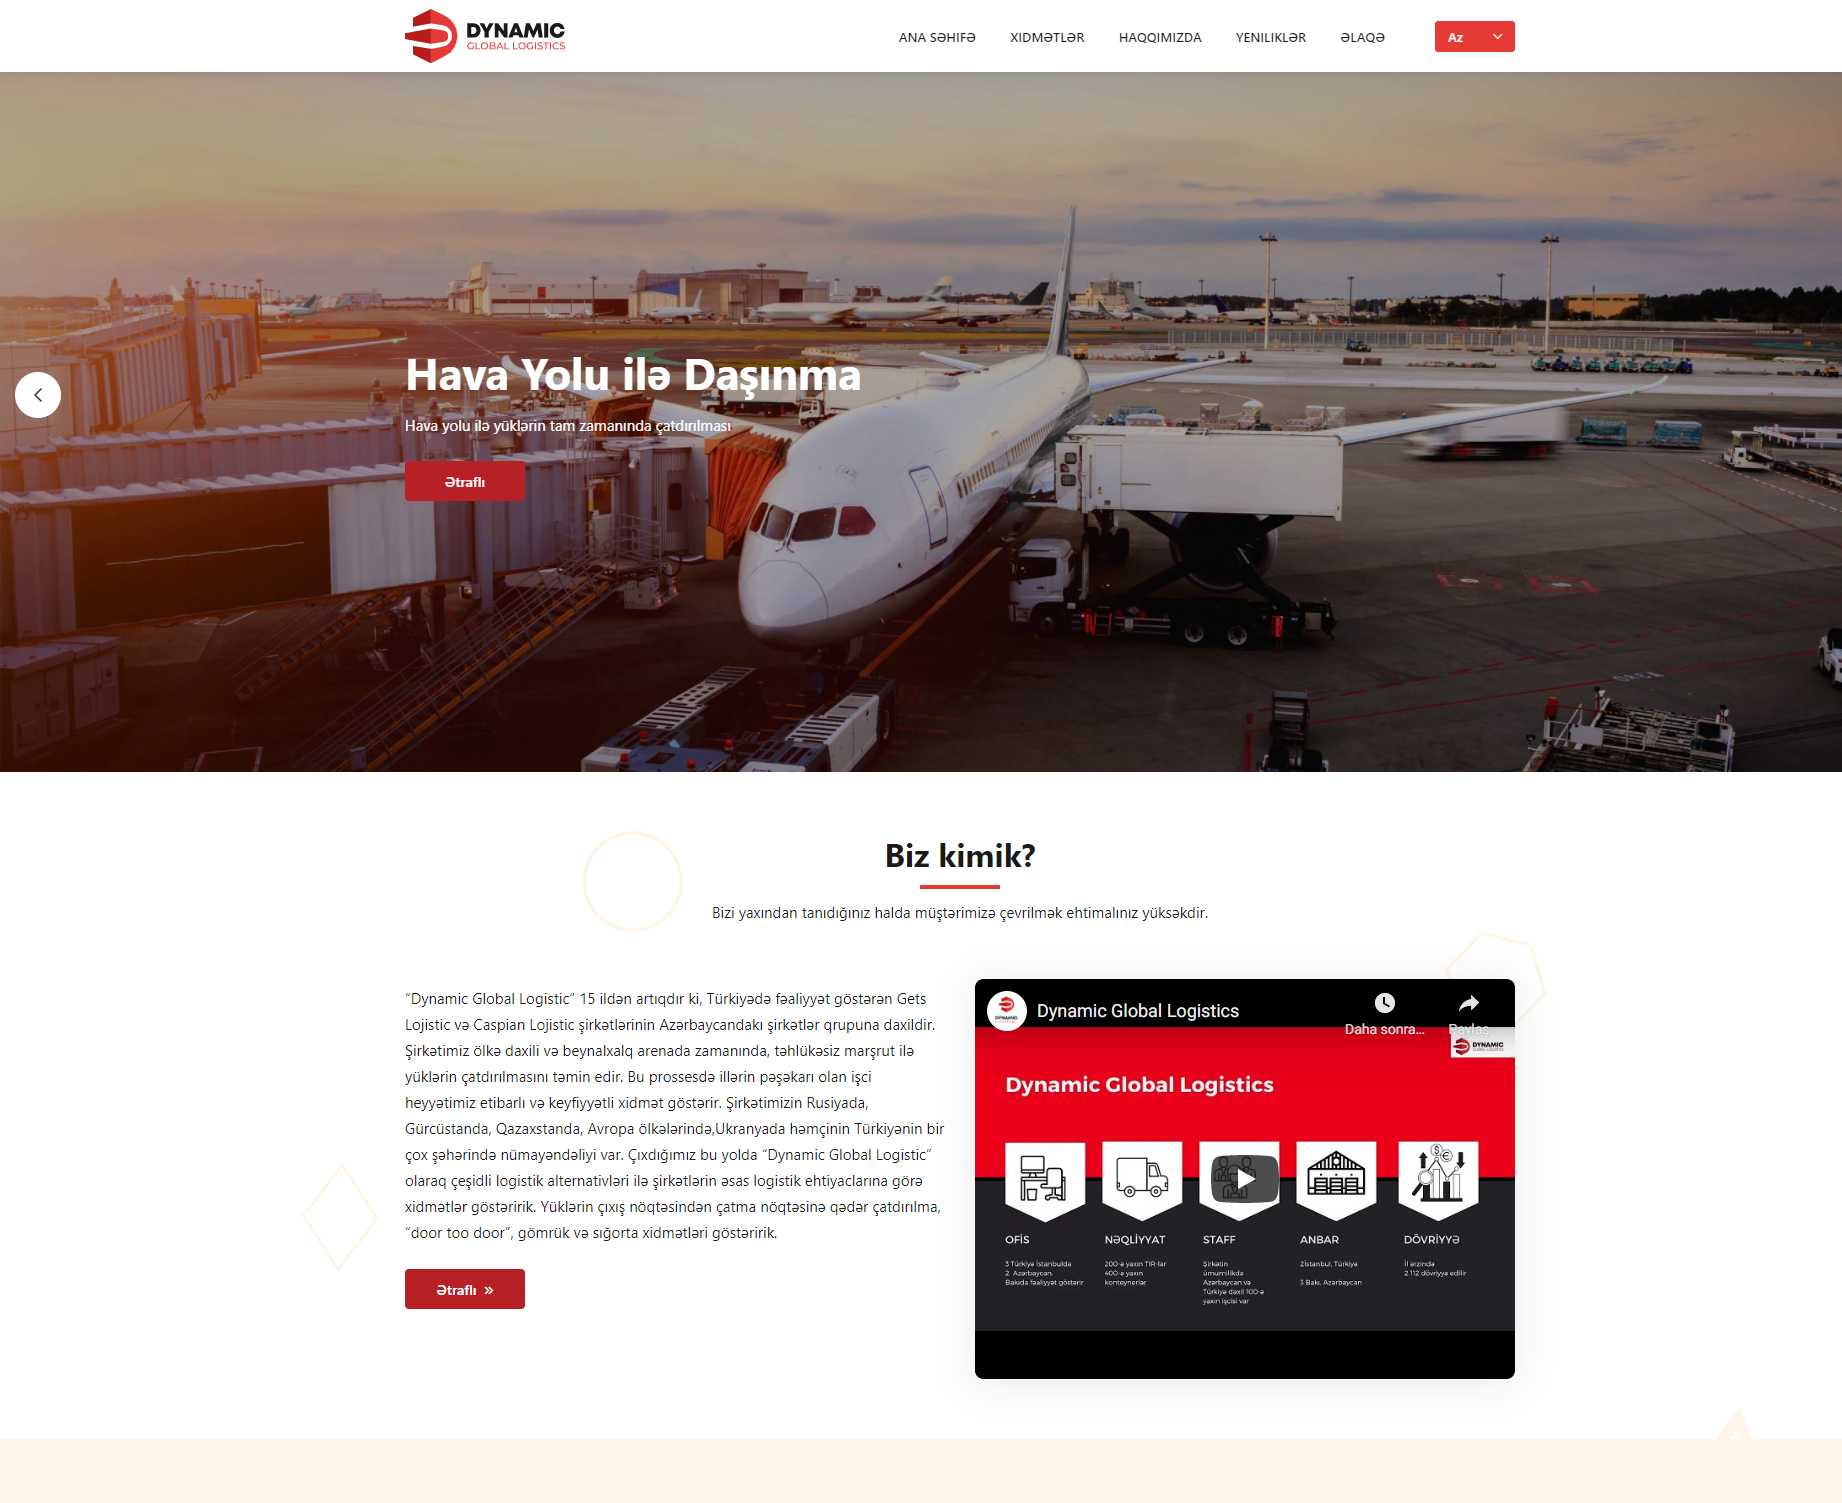 DYNAMIC
GLOBAL LOGISTICS
ANA SƏHIFƏ XIDMƏTLƏR HAQQIMIZDA YENILIKLƏR ƏLAQƏ Az
Hava Yolu ilə Daşınma
Hava yolu ilə yüklərin tam zamanında çatdırılması
Ətraflı
Biz kimik?
Bizi yaxından tanıdığınız halda müştərimizə çevrilmək ehtimalınız yüksəkdir.
“Dynamic Global Logistic” 15 ildən artıqdır ki, Türkiyədə fəaliyyət göstərən Gets
Lojistic və Caspian Lojistic şirkətlərinin Azərbaycandakı şirkətlər qrupuna daxildir.
Şirkətimiz ölkə daxili və beynalxalq arenada zamanında, təhlükəsiz marşrut ilə
yüklərin çatdırılmasını təmin edir. Bu prossesdə illərin peşəkarı olan işci
heyyətimiz etibarlı və keyfiyyətli xidmət göstərir. Şirkətimizin Rusiyada,
Gürcüstanda, Qazaxstanda, Avropa ölkələrində,Ukranyada həmçinin Türkiyənin bir
çox şəhərində nümayəndəliyi var. Çıxdığımız bu yolda “Dynamic Global Logistic”
olaraq çeşidli logistik alternativləri ilə şirkətlərin əsas logistik ehtiyaclarına görə
xidmətlər göstəririk. Yüklərin çıxış nöqtəsindən çatma nöqtəsinə qədər çatdırılma,
“door too door”, gömrük və sığorta xidmətləri göstəririk.
Ətraflı »
Dynamic Global Logistics
Daha sonra... Paylaş
DYNAMIC
GLOBAL LOGISTICS
Dynamic Global Logistics
OFİS
3 Türkiyə İstanbulda
2 Azərbaycan,
Bakıda fəaliyyət göstərir
NƏQLİYYAT
200-ə yaxın TIR-lar
400-ə yaxın
konteynerlər
STAFF
Şirkətin
ümumilikdə
Azərbaycan və
Türkiyə daxil 100-ə
yaxın işcisi var
ANBAR
2İstanbul, Türkiyə
3 Bakı, Azərbaycan
DÖVRİYYƏ
İl ərzində
2 112 dövriyyə edilir